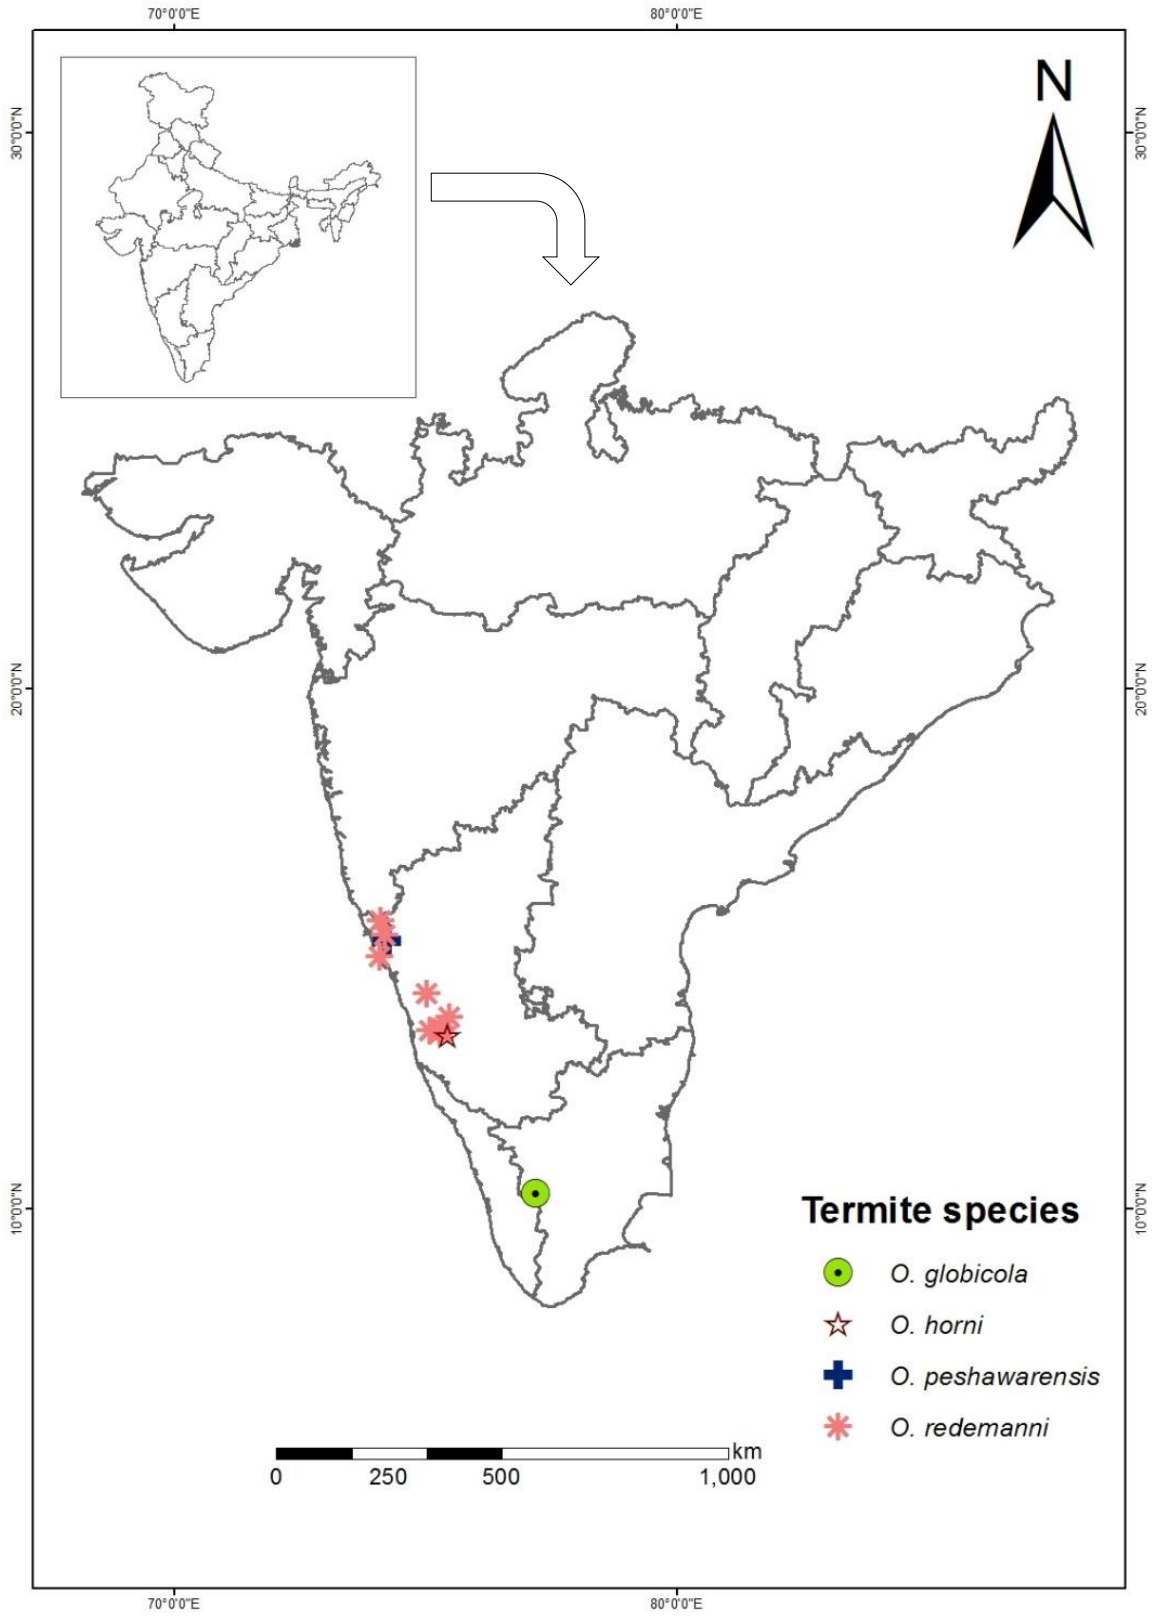 70°0'0"E 80°0'0"E
N
30°0'0"N 30°0'0"N
20°0'0"N 20°0'0"N
10°0'0"N 10°0'0"N
Termite species
O. globicola
O. horni
O. peshawarensis
O. redemanni
km
0 250 500 1,000
70°0'0"E 80°0'0"E